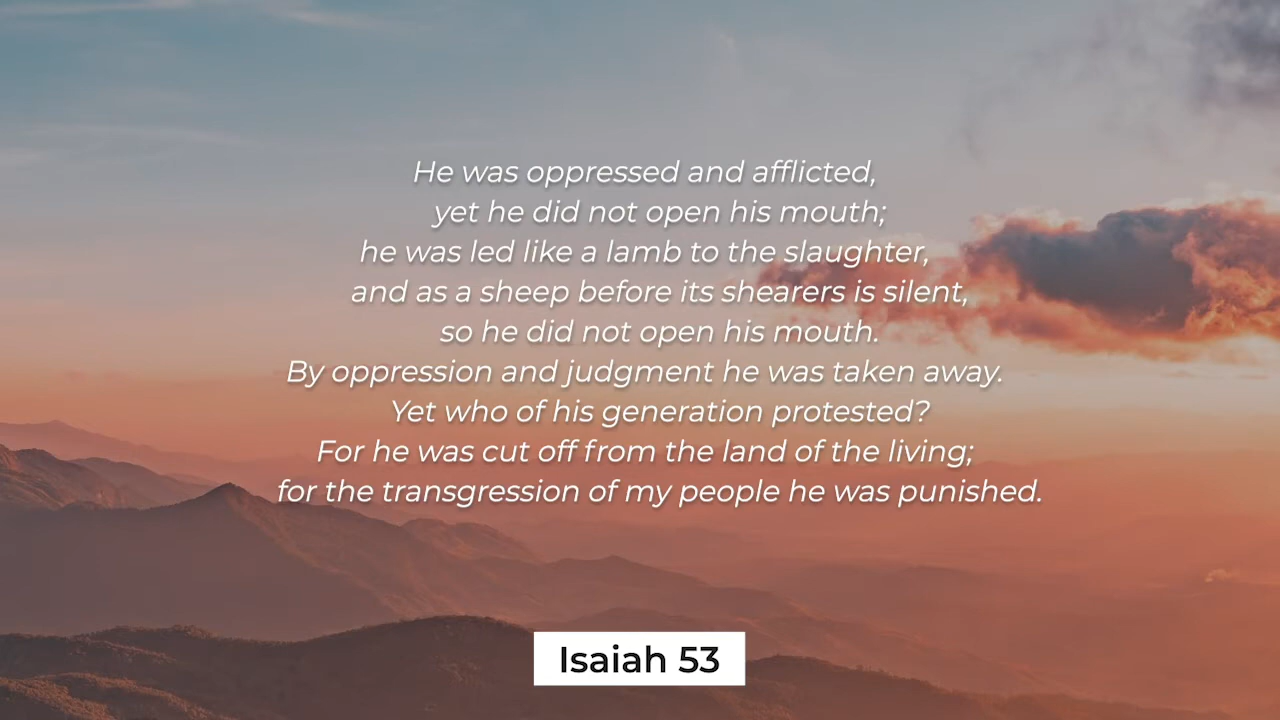 He was oppressed and afflicted,
yet he did not open his mouth;
he was led like a lamb to the slaughter,
and as a sheep before its shearers is silent,
so he did not open his mouth.
By oppression and judgment he was taken away.
Yet who of his generation protested?
For he was cut off from the land of the living;
for the transgression of my people he was punished.
Isaiah 53